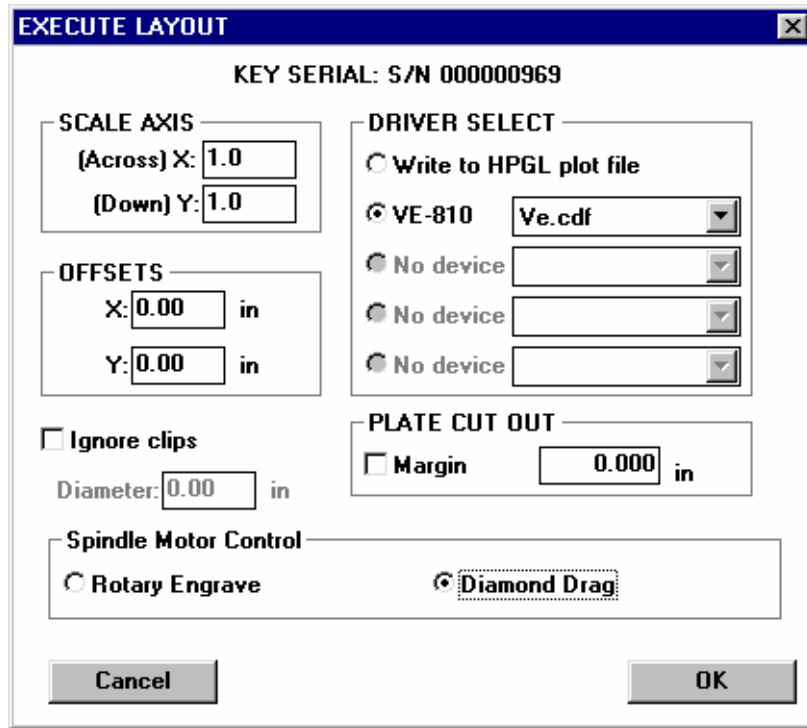 EXECUTE LAYOUT
KEY SERIAL: S/N 000000969
SCALE AXIS
(Across) X: 1.0
(Down) Y: 1.0
OFFSETS
X: 0.00 in
Y: 0.00 in
Ignore clips
Diameter: 0.00 in
DRIVER SELECT
Write to HPGL plot file
VE-810 Ve.cdf
No device
No device
No device
PLATE CUT OUT
Margin 0.000 in
Spindle Motor Control
Rotary Engrave Diamond Drag
Cancel OK